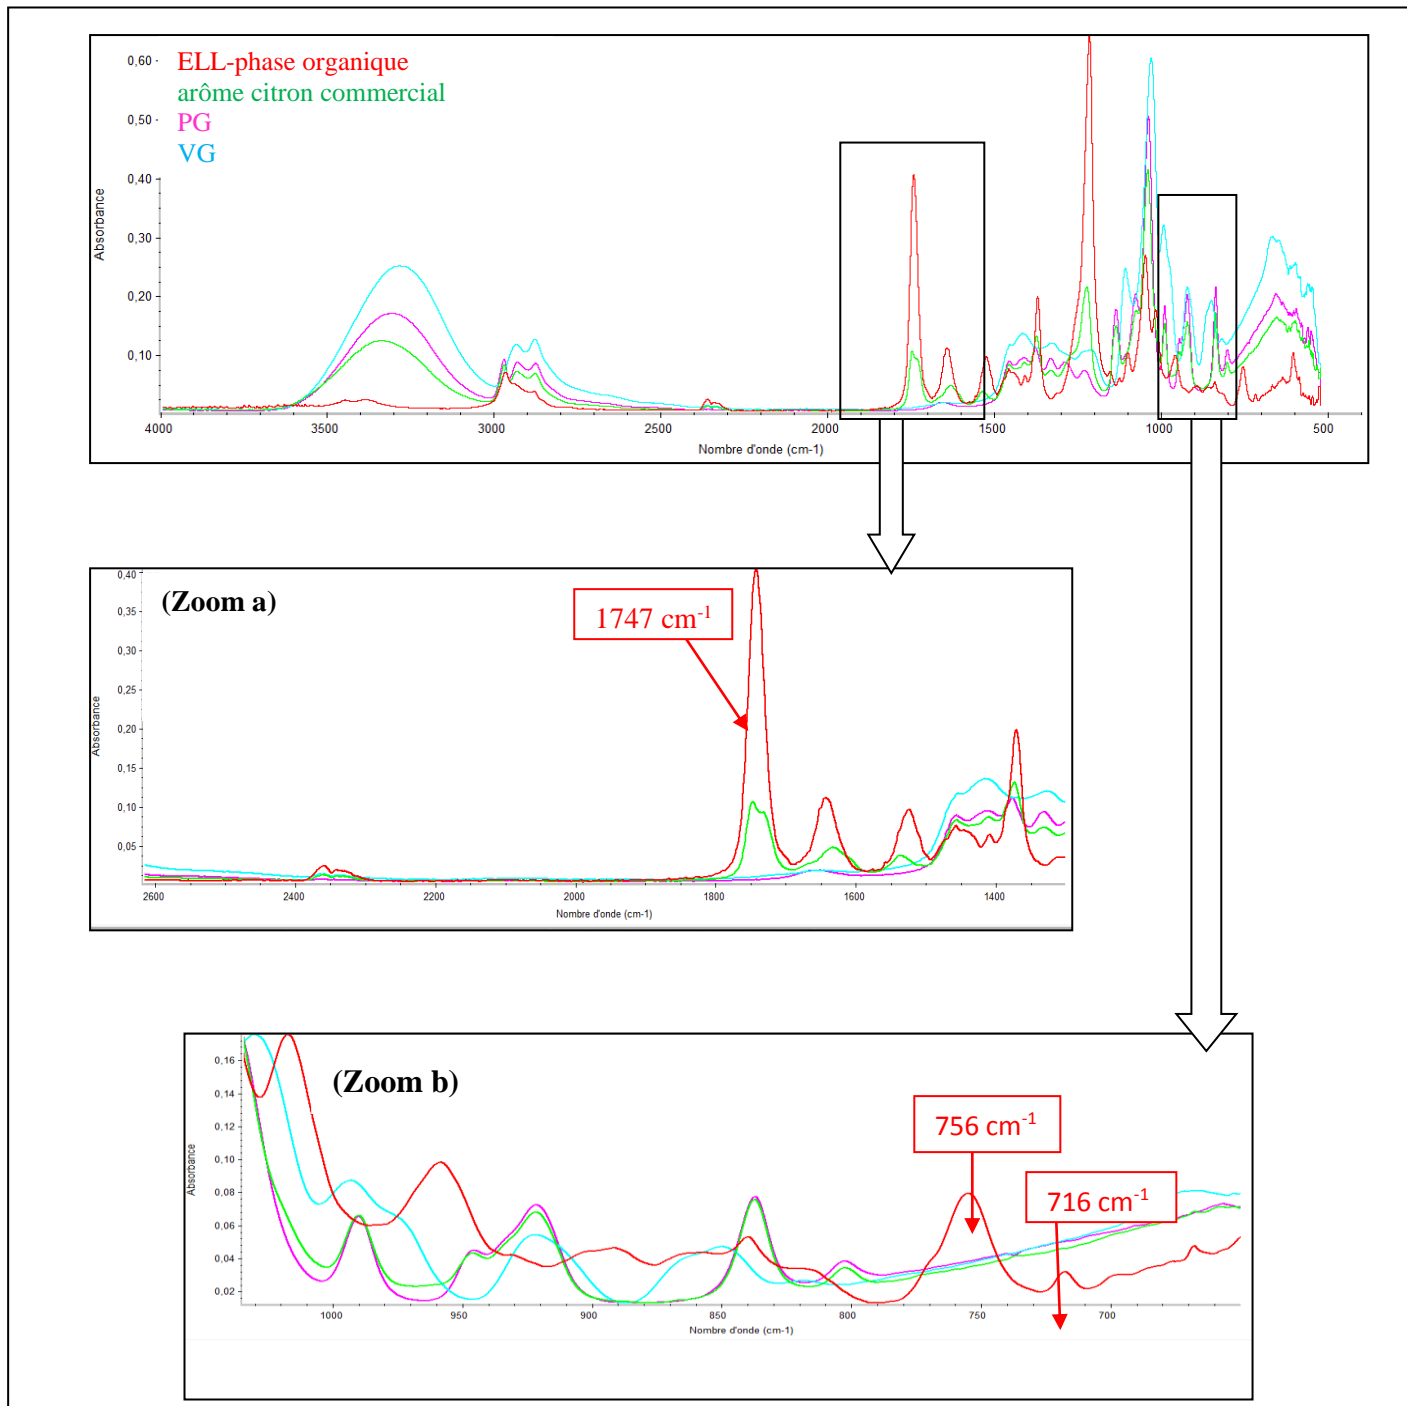 ELL-phase organique
arôme citron commercial
PG
VG
0,60
0,50
0,40
0,30
0,20
0,10
Absorbance
4000 3500 3000 2500 2000 1500 1000 500
Nombre d'onde (cm-1)
(Zoom a)
1747 cm-1
0,40
0,35
0,30
0,25
0,20
0,15
0,10
0,05
Absorbance
2600 2400 2200 2000 1800 1600 1400
Nombre d'onde (cm-1)
(Zoom b)
756 cm-1
716 cm-1
0,16
0,14
0,12
0,10
0,08
0,06
0,04
0,02
Absorbance
1000 950 900 850 800 750 700
Nombre d'onde (cm-1)